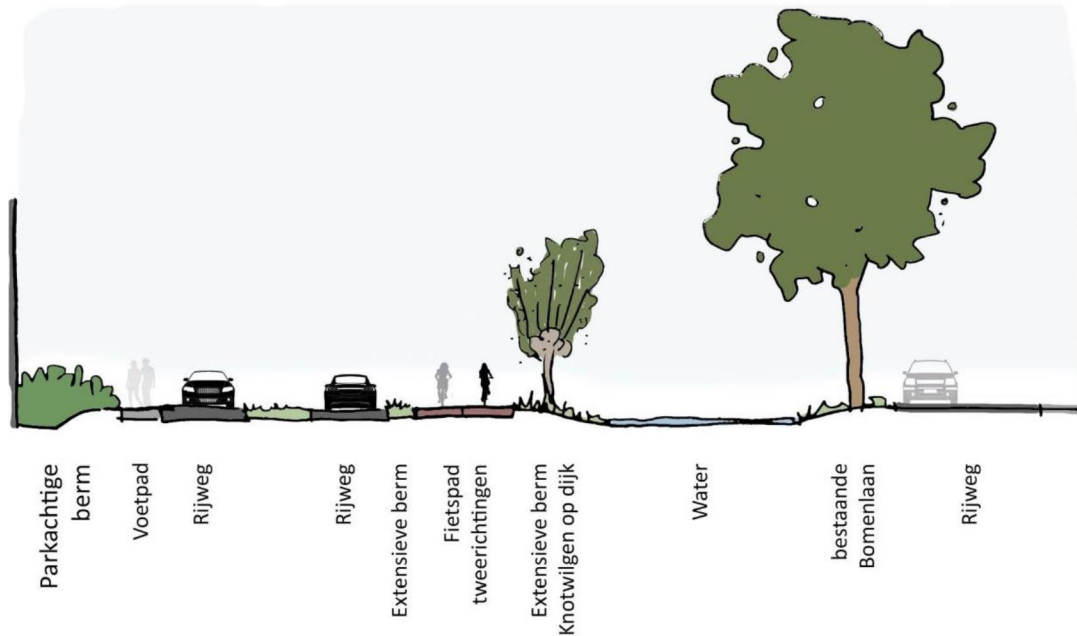 Parkachtige
berm
Voetpad
Rijweg
Rijweg
Extensieve berm
Fietspad
tweerichtingen
Extensieve berm
Knotwilgen op dijk
Water
bestaande
Bomenlaan
Rijweg